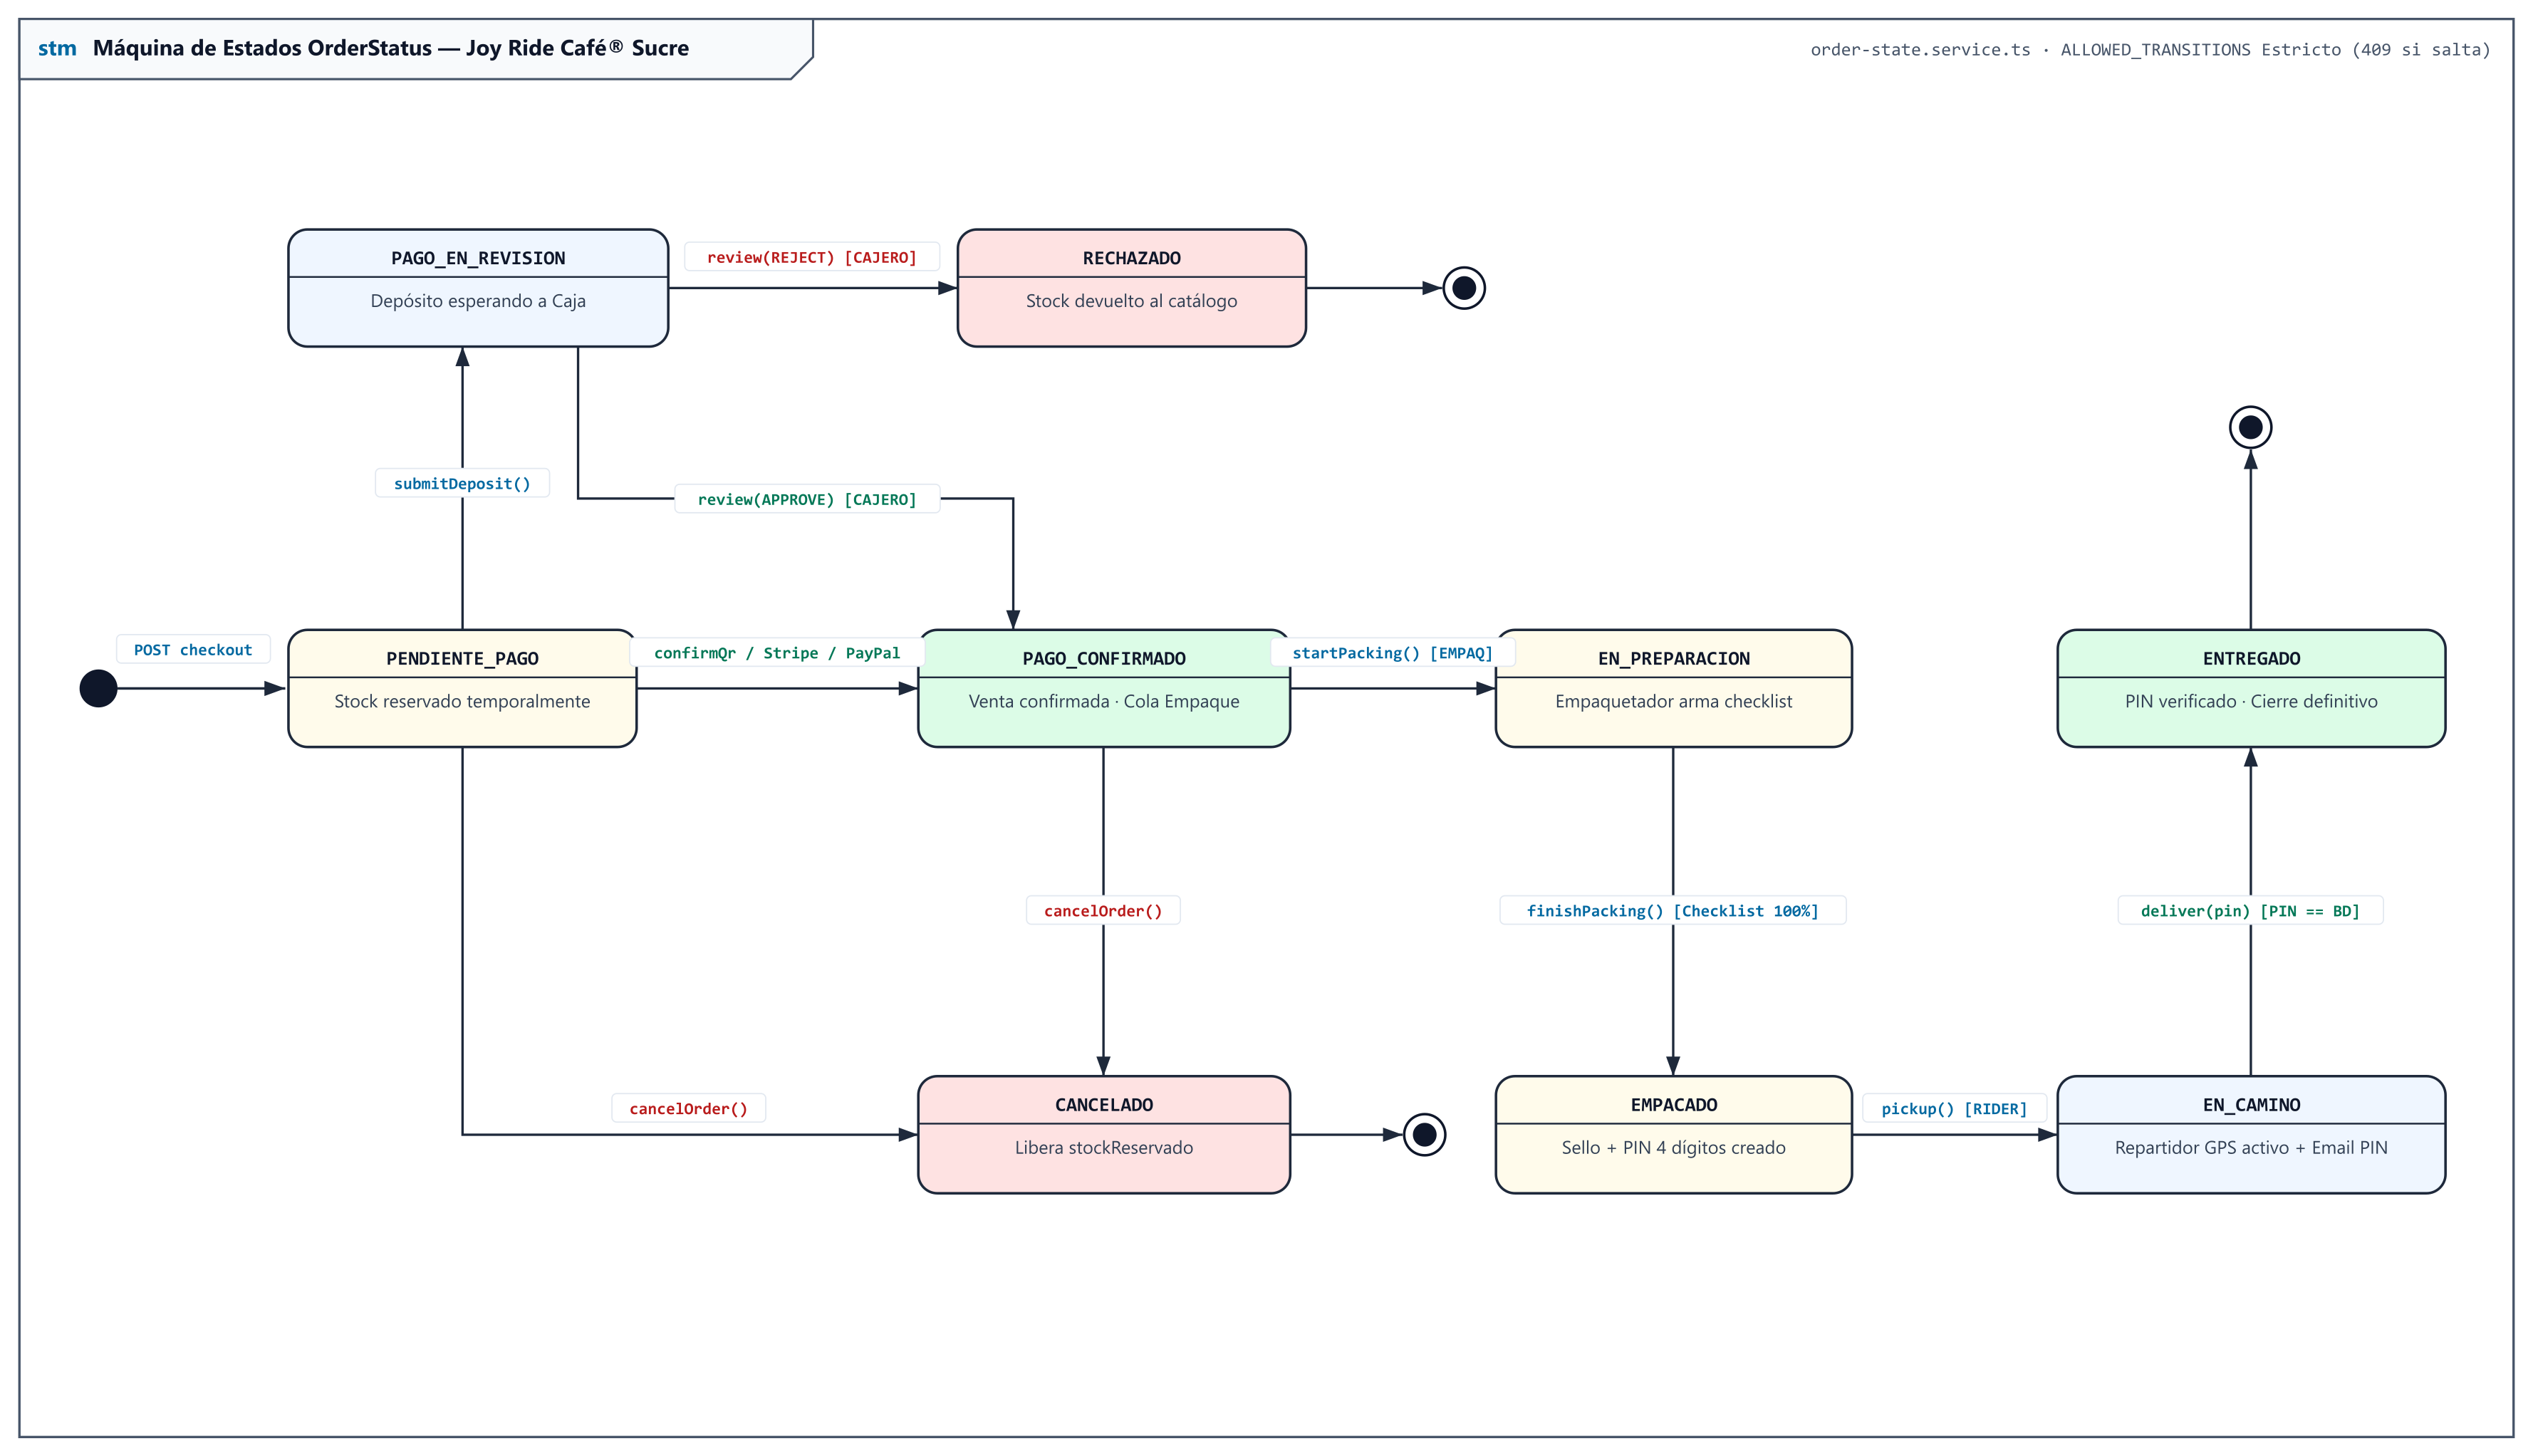 stm Máquina de Estados OrderStatus — Joy Ride Café® Sucre
order-state.service.ts · ALLOWED_TRANSITIONS Estricto (409 si salta)
PAGO_EN_REVISION
Depósito esperando a Caja
review(REJECT) [CAJERO]
RECHAZADO
Stock devuelto al catálogo
submitDeposit()
review(APPROVE) [CAJERO]
POST checkout
PENDIENTE_PAGO
Stock reservado temporalmente
confirmQr / Stripe / PayPal
PAGO_CONFIRMADO
Venta confirmada · Cola Empaque
startPacking() [EMPAQ]
EN_PREPARACION
Empaquetador arma checklist
ENTREGADO
PIN verificado · Cierre definitivo
cancelOrder()
finishPacking() [Checklist 100%]
deliver(pin) [PIN == BD]
cancelOrder()
CANCELADO
Libera stockReservado
EMPACADO
Sello + PIN 4 dígitos creado
pickup() [RIDER]
EN_CAMINO
Repartidor GPS activo + Email PIN